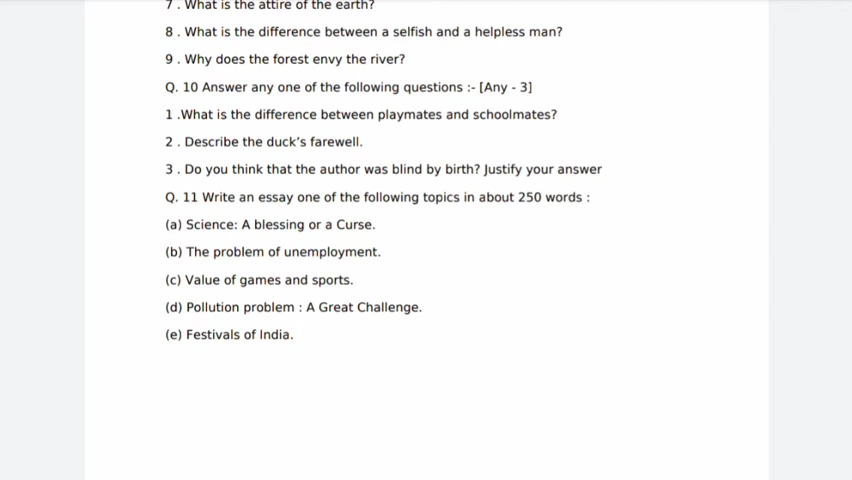 7 . What is the attire of the earth?
8 . What is the difference between a selfish and a helpless man?
9 . Why does the forest envy the river?
Q. 10 Answer any one of the following questions :- [Any - 3]
1 .What is the difference between playmates and schoolmates?
2 . Describe the duck’s farewell.
3 . Do you think that the author was blind by birth? Justify your answer
Q. 11 Write an essay one of the following topics in about 250 words :
(a) Science: A blessing or a Curse.
(b) The problem of unemployment.
(c) Value of games and sports.
(d) Pollution problem : A Great Challenge.
(e) Festivals of India.